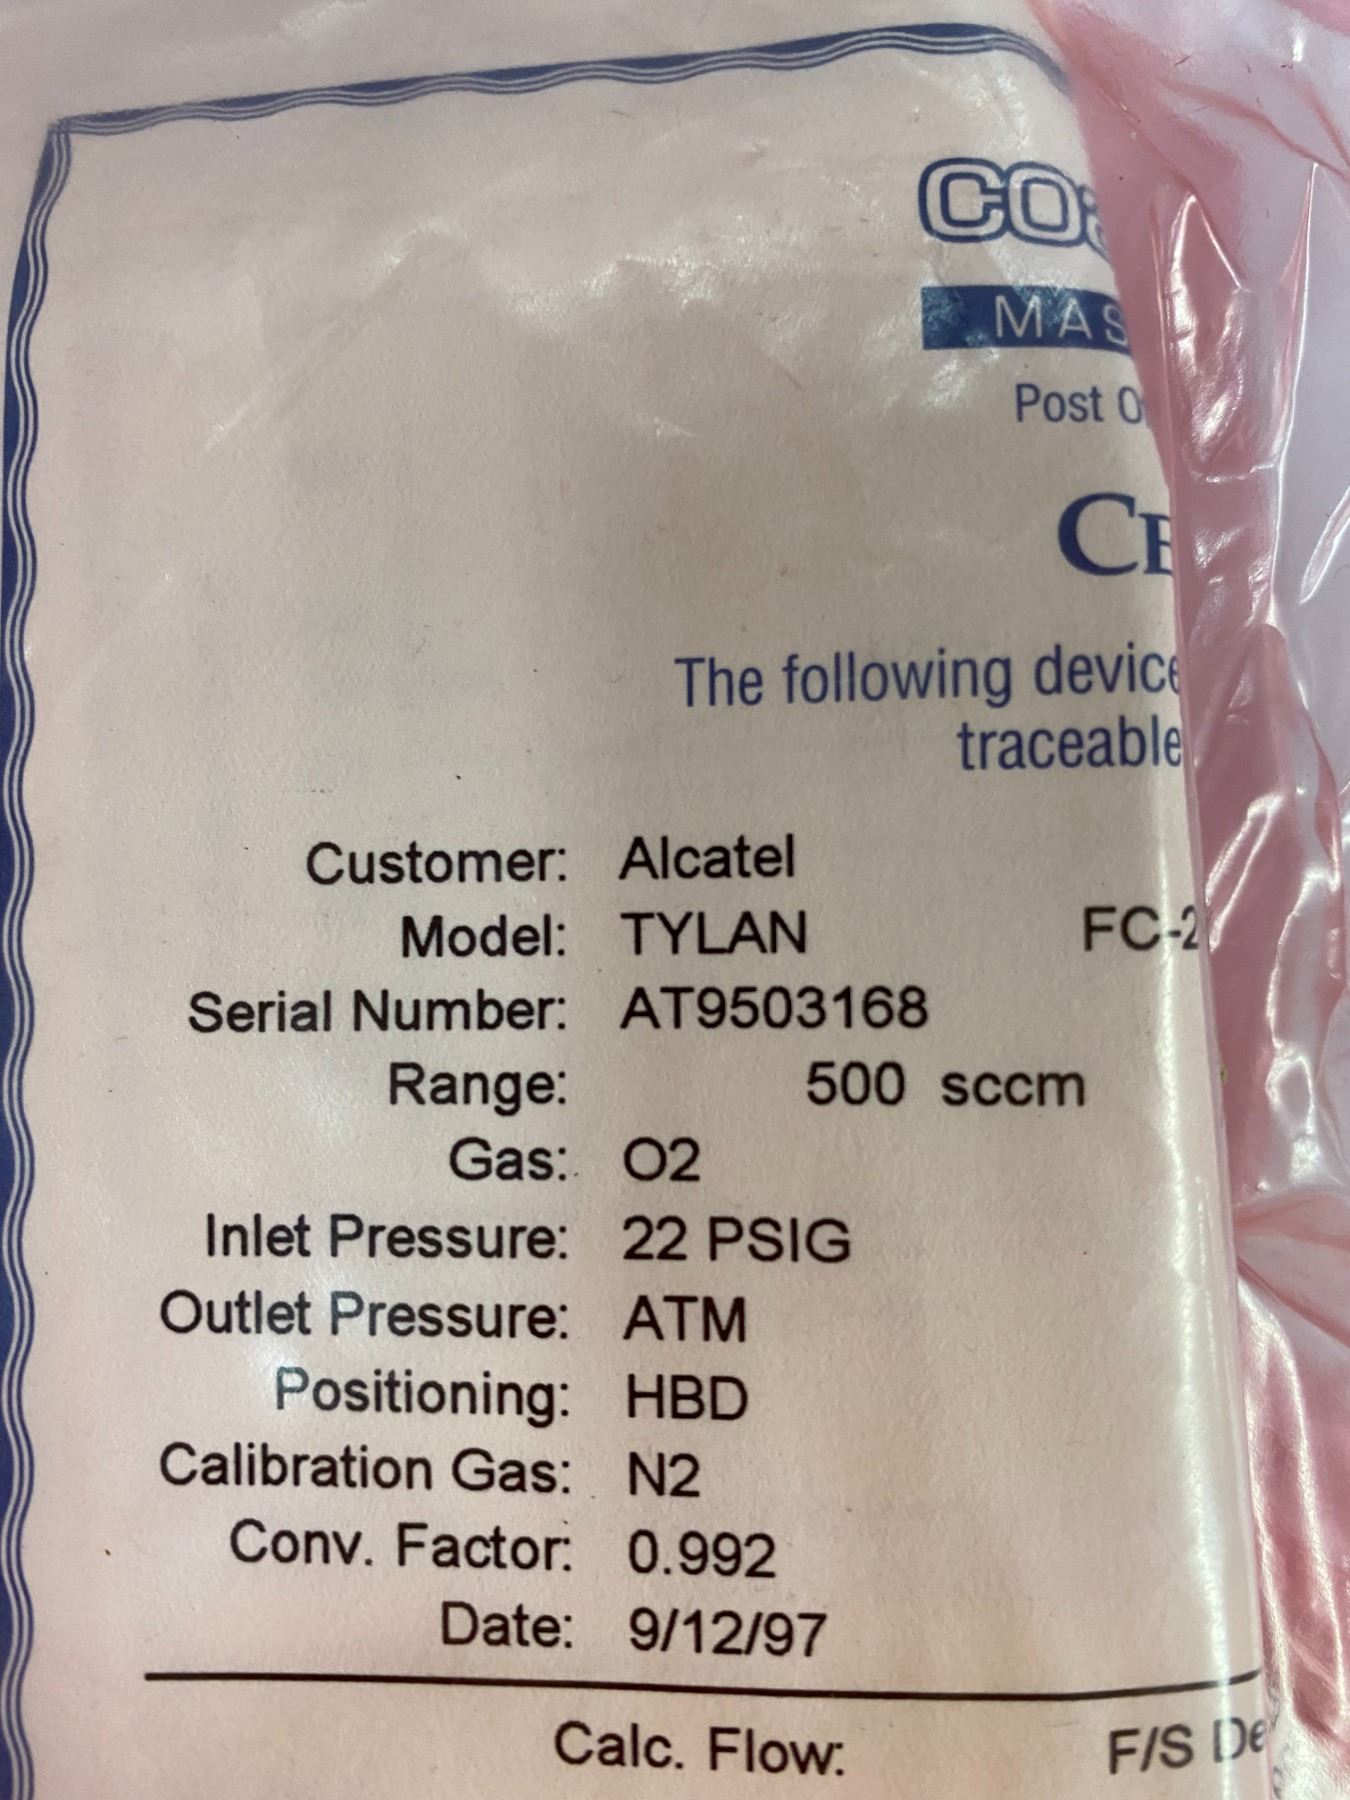 MAS
Post
The following device
traceable
Customer: Alcatel
Model: TYLAN FC-2
Serial Number: AT9503168
Range: 500 sccm
Gas: O2
Inlet Pressure: 22 PSIG
Outlet Pressure: ATM
Positioning: HBD
Calibration Gas: N2
Conv. Factor: 0.992
Date: 9/12/97
Calc. Flow: F/S De